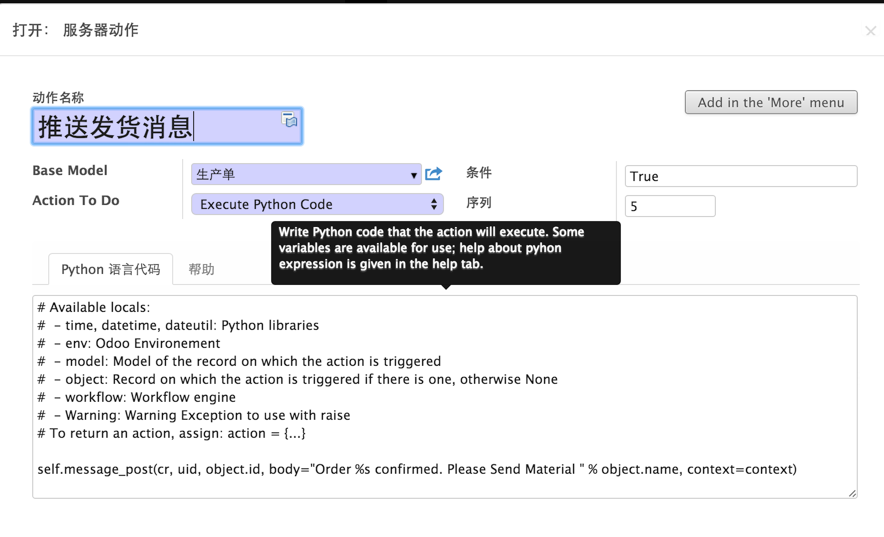 打开： 服务器动作
×
动作名称
推送发货消息
Add in the 'More' menu
Base Model
生产单
条件
True
Action To Do
Execute Python Code
序列
5
Write Python code that the action will execute. Some
variables are available for use; help about pyhon
expression is given in the help tab.
Python 语言代码
帮助
# Available locals:
#  - time, datetime, dateutil: Python libraries
#  - env: Odoo Environement
#  - model: Model of the record on which the action is triggered
#  - object: Record on which the action is triggered if there is one, otherwise None
#  - workflow: Workflow engine
#  - Warning: Warning Exception to use with raise
# To return an action, assign: action = {...}
self.message_post(cr, uid, object.id, body="Order %s confirmed. Please Send Material " % object.name, context=context)